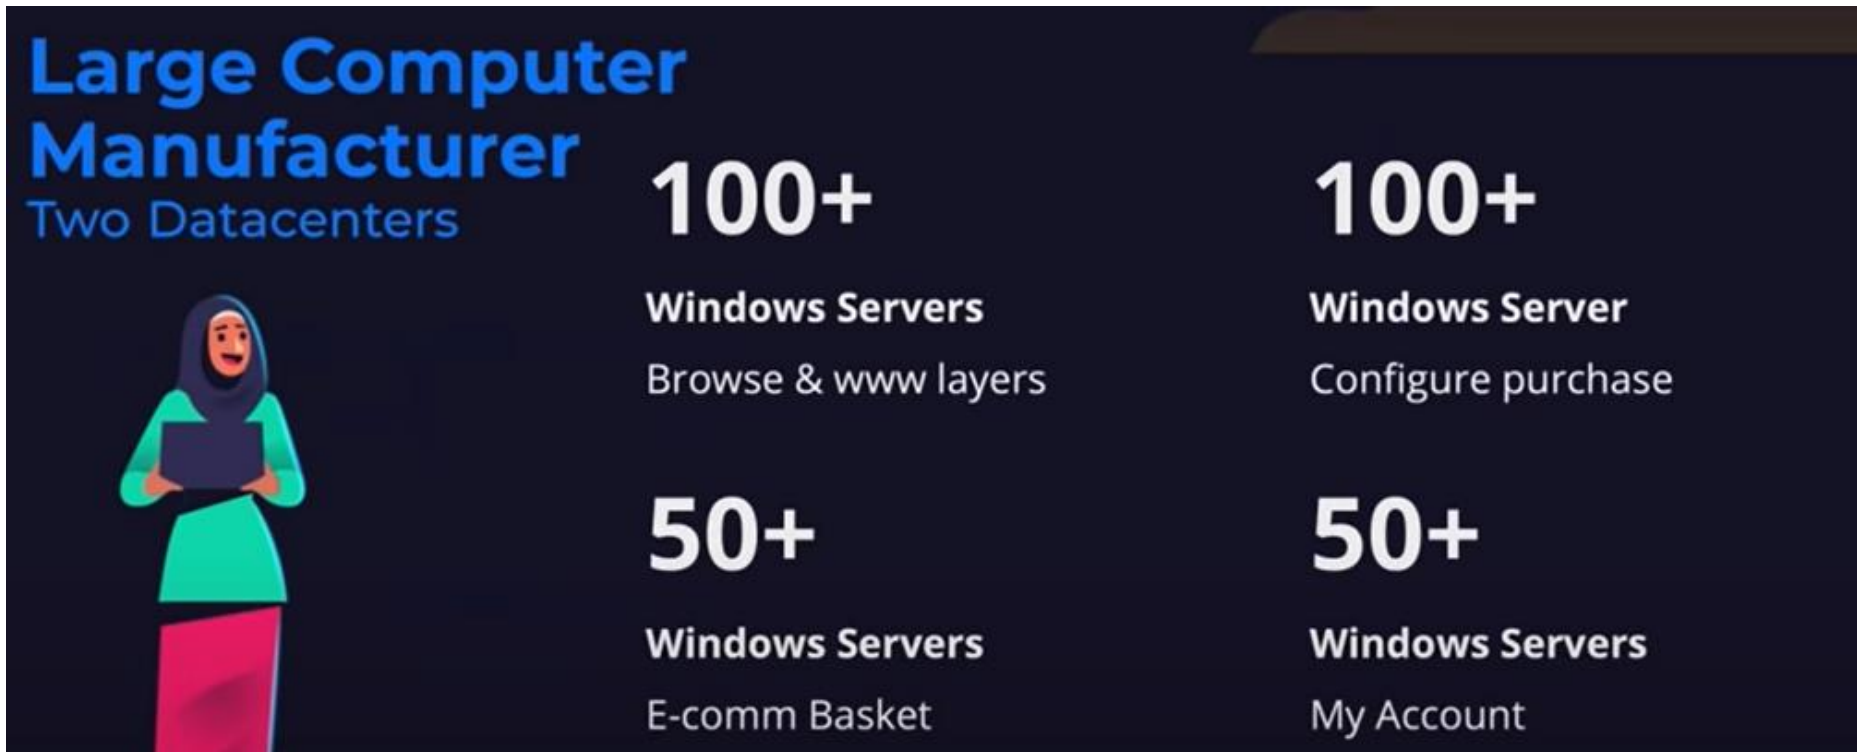 Large Computer
Manufacturer
Two Datacenters
100+
Windows Servers
Browse & www layers
100+
Windows Server
Configure purchase
50+
Windows Servers
E-comm Basket
50+
Windows Servers
My Account